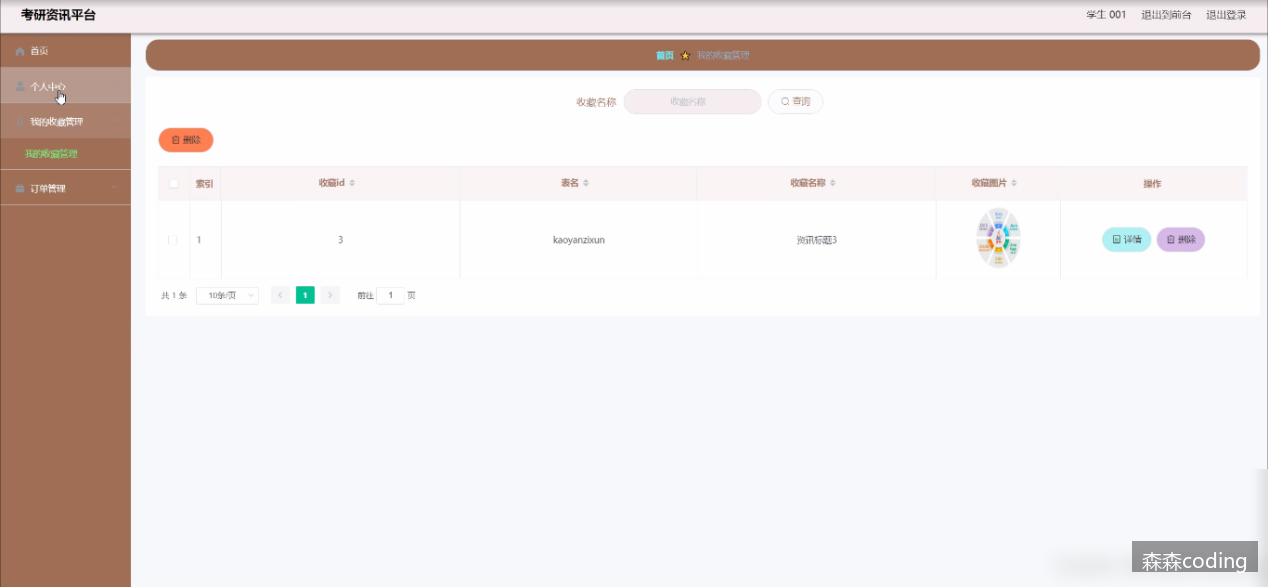 考研资讯平台
学生 001 退出到前台 退出登录
首页
个人中心
我的收藏管理
我的收藏管理
订单管理
首页 我的收藏管理
收藏名称 收藏名称 查询
删除
索引 收藏id 表名 收藏名称 收藏图片 操作
1 3 kaoyanzixun 资讯标题3 详情 删除
共 1 条 10条/页 1 前往 1 页
森森coding